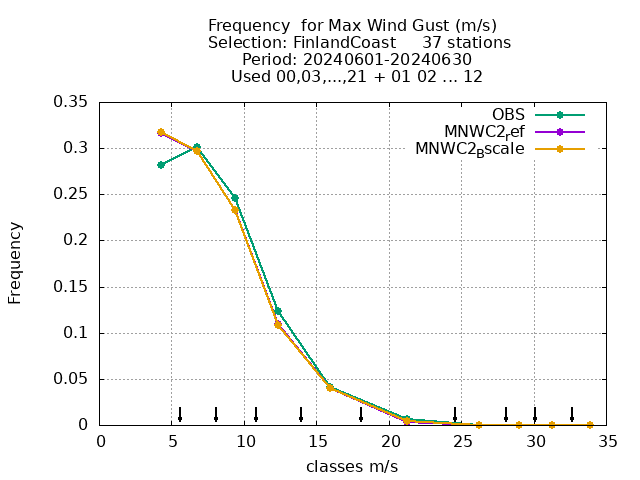 Frequency  for Max Wind Gust (m/s)
Selection: FinlandCoast     37 stations
Period: 20240601-20240630
Used 00,03,...,21 + 01 02 ... 12
OBS
MNWC2ref
MNWC2Bscale
0.35
0.3
0.25
0.2
0.15
0.1
0.05
0
Frequency
0 5 10 15 20 25 30 35
classes m/s